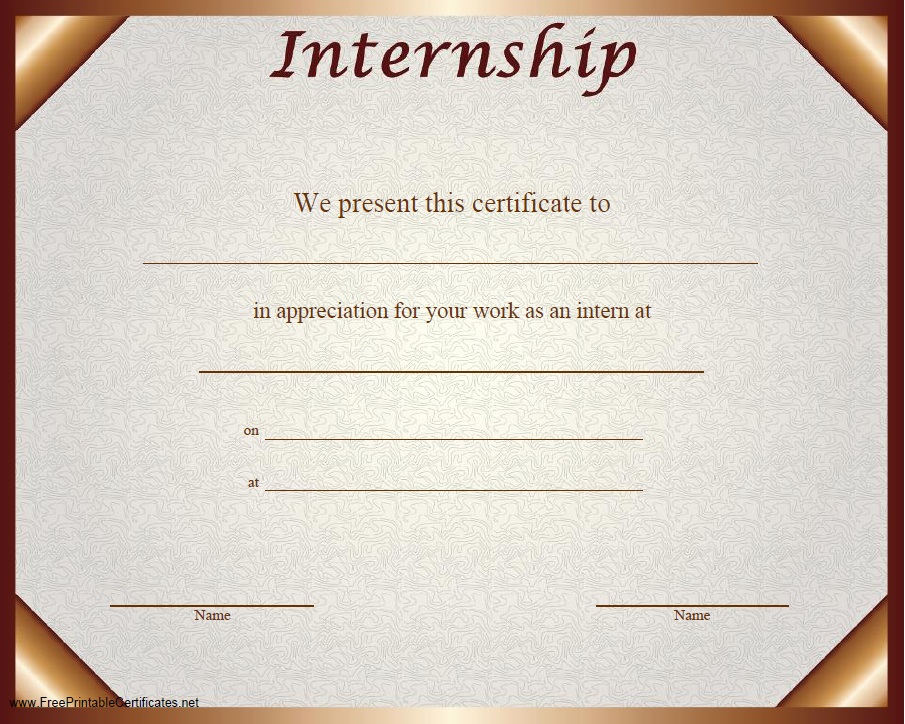 Internship
We present this certificate to
in appreciation for your work as an intern at
on
at
Name
Name
www.FreePrintableCertificates.net